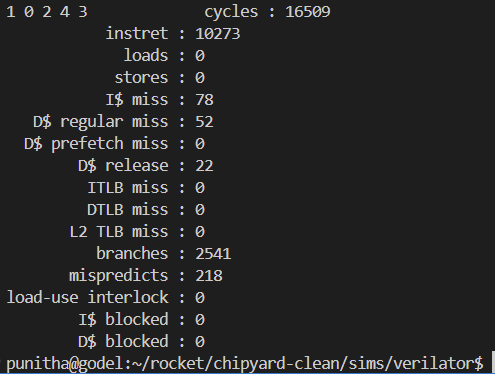 1 0 2 4 3 cycles : 16509
instret : 10273
loads : 0
stores : 0
I$ miss : 78
D$ regular miss : 52
D$ prefetch miss : 0
D$ release : 22
ITLB miss : 0
DTLB miss : 0
L2 TLB miss : 0
branches : 2541
mispredicts : 218
load-use interlock : 0
I$ blocked : 0
D$ blocked : 0
punitha@godel:~/rocket/chipyard-clean/sims/verilator$